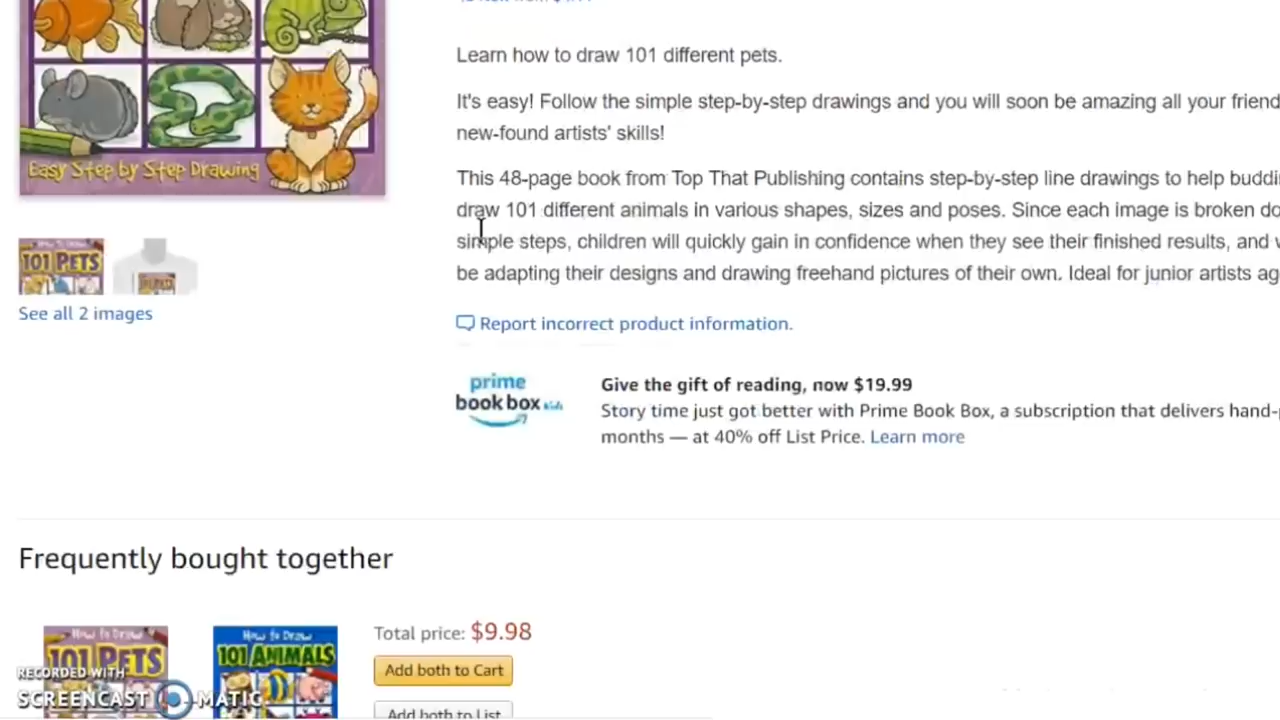 Learn how to draw 101 different pets.
It's easy! Follow the simple step-by-step drawings and you will soon be amazing all your friend
new-found artists' skills!
Easy Step by Step Drawing
This 48-page book from Top That Publishing contains step-by-step line drawings to help buddi
draw 101 different animals in various shapes, sizes and poses. Since each image is broken do
simple steps, children will quickly gain in confidence when they see their finished results, and w
be adapting their designs and drawing freehand pictures of their own. Ideal for junior artists ag
101 PETS
See all 2 images
Report incorrect product information.
prime
book box kids
Give the gift of reading, now $19.99
Story time just got better with Prime Book Box, a subscription that delivers hand-p
months — at 40% off List Price. Learn more
Frequently bought together
How to Draw
101 PETS
How to Draw
101 ANIMALS
Total price: $9.98
Add both to Cart
Add both to List
RECORDED WITH
SCREENCAST-O-MATIC